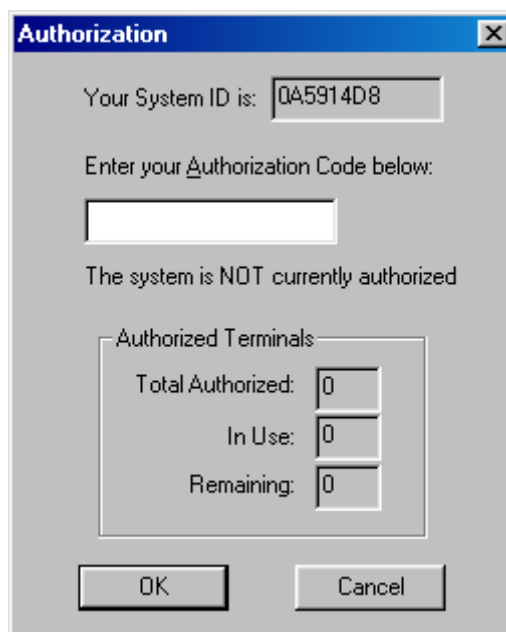 Authorization
Your System ID is: 0A5914D8
Enter your Authorization Code below:
The system is NOT currently authorized
Authorized Terminals
Total Authorized: 0
In Use: 0
Remaining: 0
OK Cancel